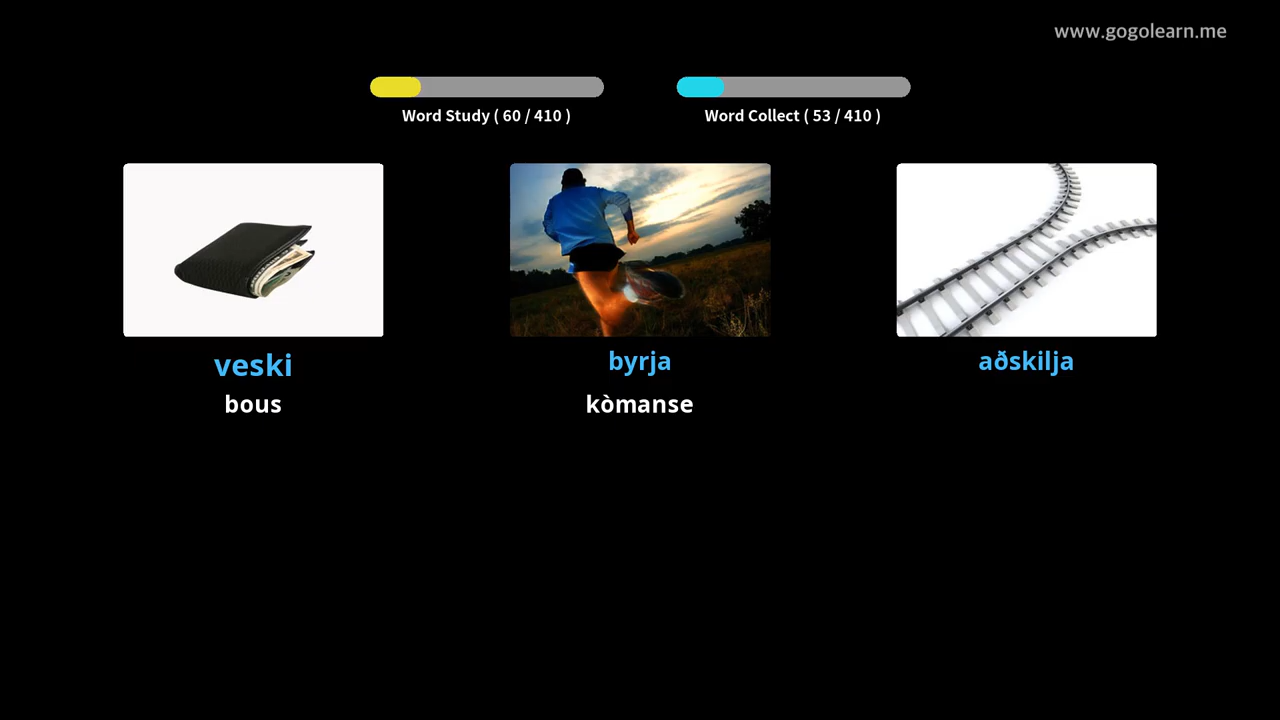 www.gogolearn.me
Word Study ( 60 / 410 )
Word Collect ( 53 / 410 )
veski
byrja
aðskilja
bous
kòmanse